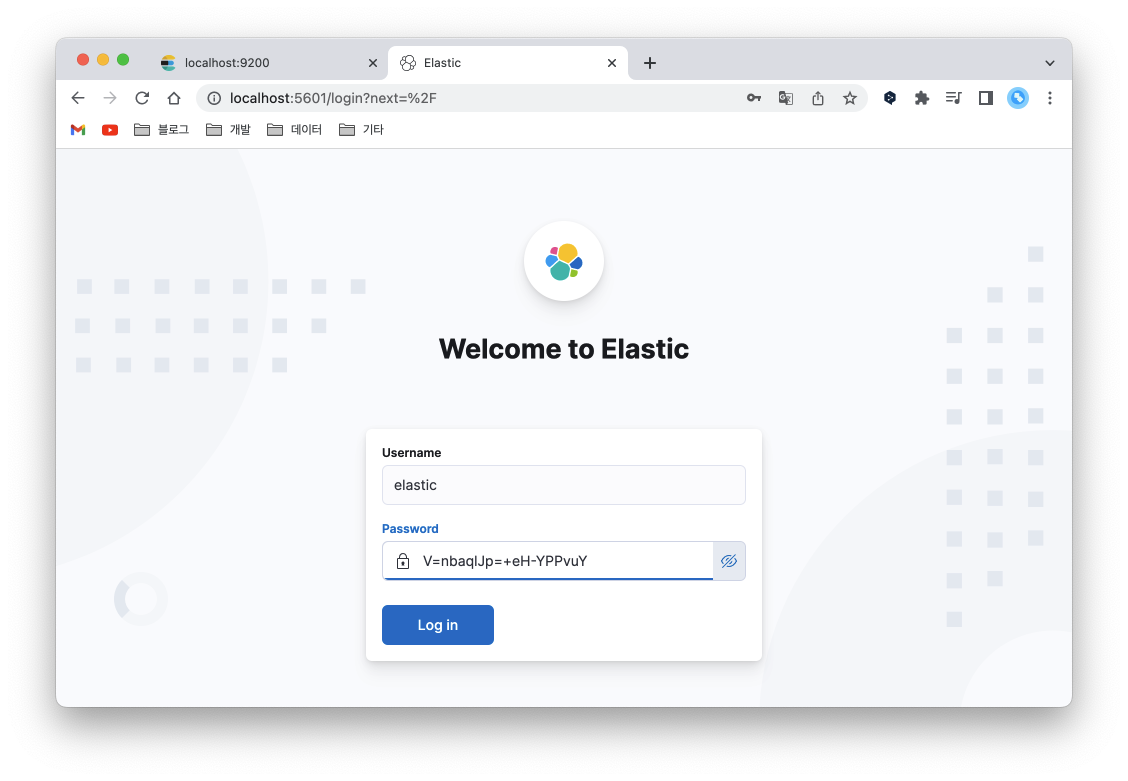 localhost:9200
Elastic
localhost:5601/login?next=%2F
블로그
개발
데이터
기타
Welcome to Elastic
Username
elastic
Password
V=nbaqlJp=+eH-YPPvuY
Log in